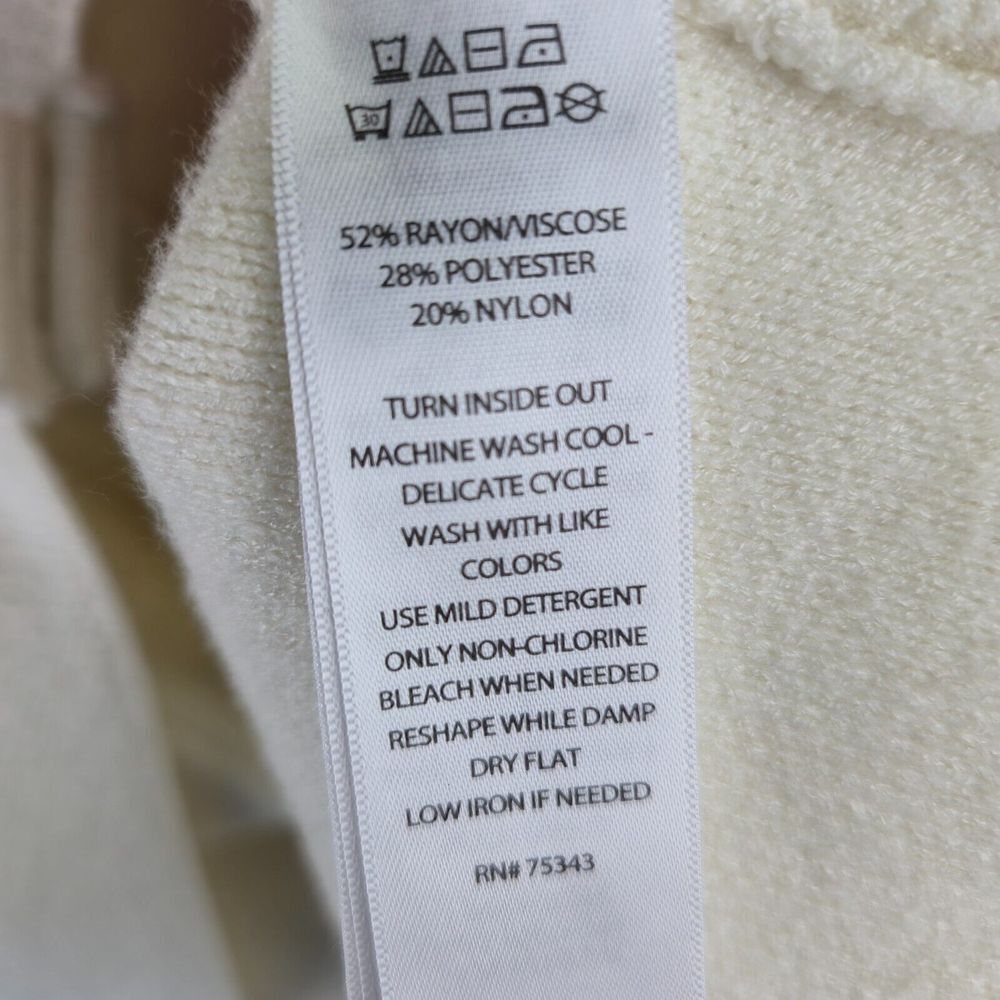 30
52% RAYON/VISCOSE
28% POLYESTER
20% NYLON
TURN INSIDE OUT
MACHINE WASH COOL -
DELICATE CYCLE
WASH WITH LIKE
COLORS
USE MILD DETERGENT
ONLY NON-CHLORINE
BLEACH WHEN NEEDED
RESHAPE WHILE DAMP
DRY FLAT
LOW IRON IF NEEDED
RN# 75343